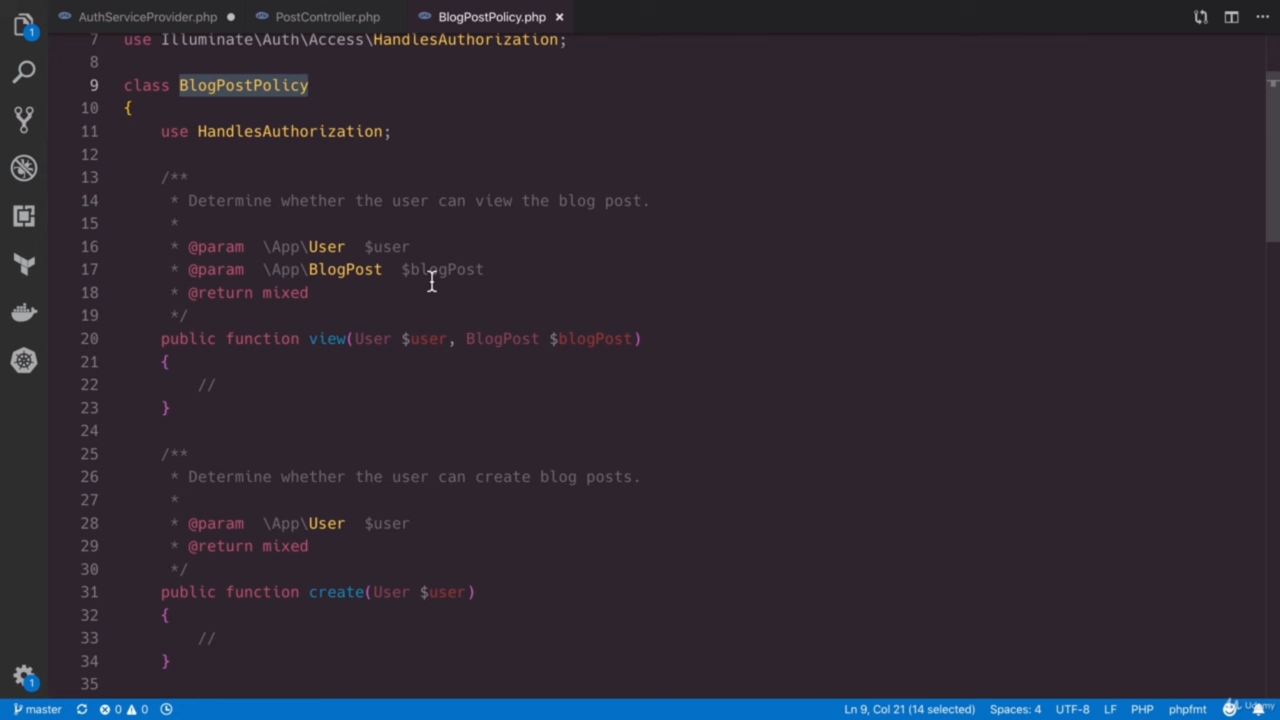 AuthServiceProvider.php PostController.php BlogPostPolicy.php
7 use Illuminate\Auth\Access\HandlesAuthorization;
8
9 class BlogPostPolicy
10 {
11 use HandlesAuthorization;
12
13 /**
14 * Determine whether the user can view the blog post.
15 *
16 * @param \App\User $user
17 * @param \App\BlogPost $blogPost
18 * @return mixed
19 */
20 public function view(User $user, BlogPost $blogPost)
21 {
22 //
23 }
24
25 /**
26 * Determine whether the user can create blog posts.
27 *
28 * @param \App\User $user
29 * @return mixed
30 */
31 public function create(User $user)
32 {
33 //
34 }
35
1
1
master 0 0 Ln 9, Col 21 (14 selected) Spaces: 4 UTF-8 LF PHP phpfmt
Udemy